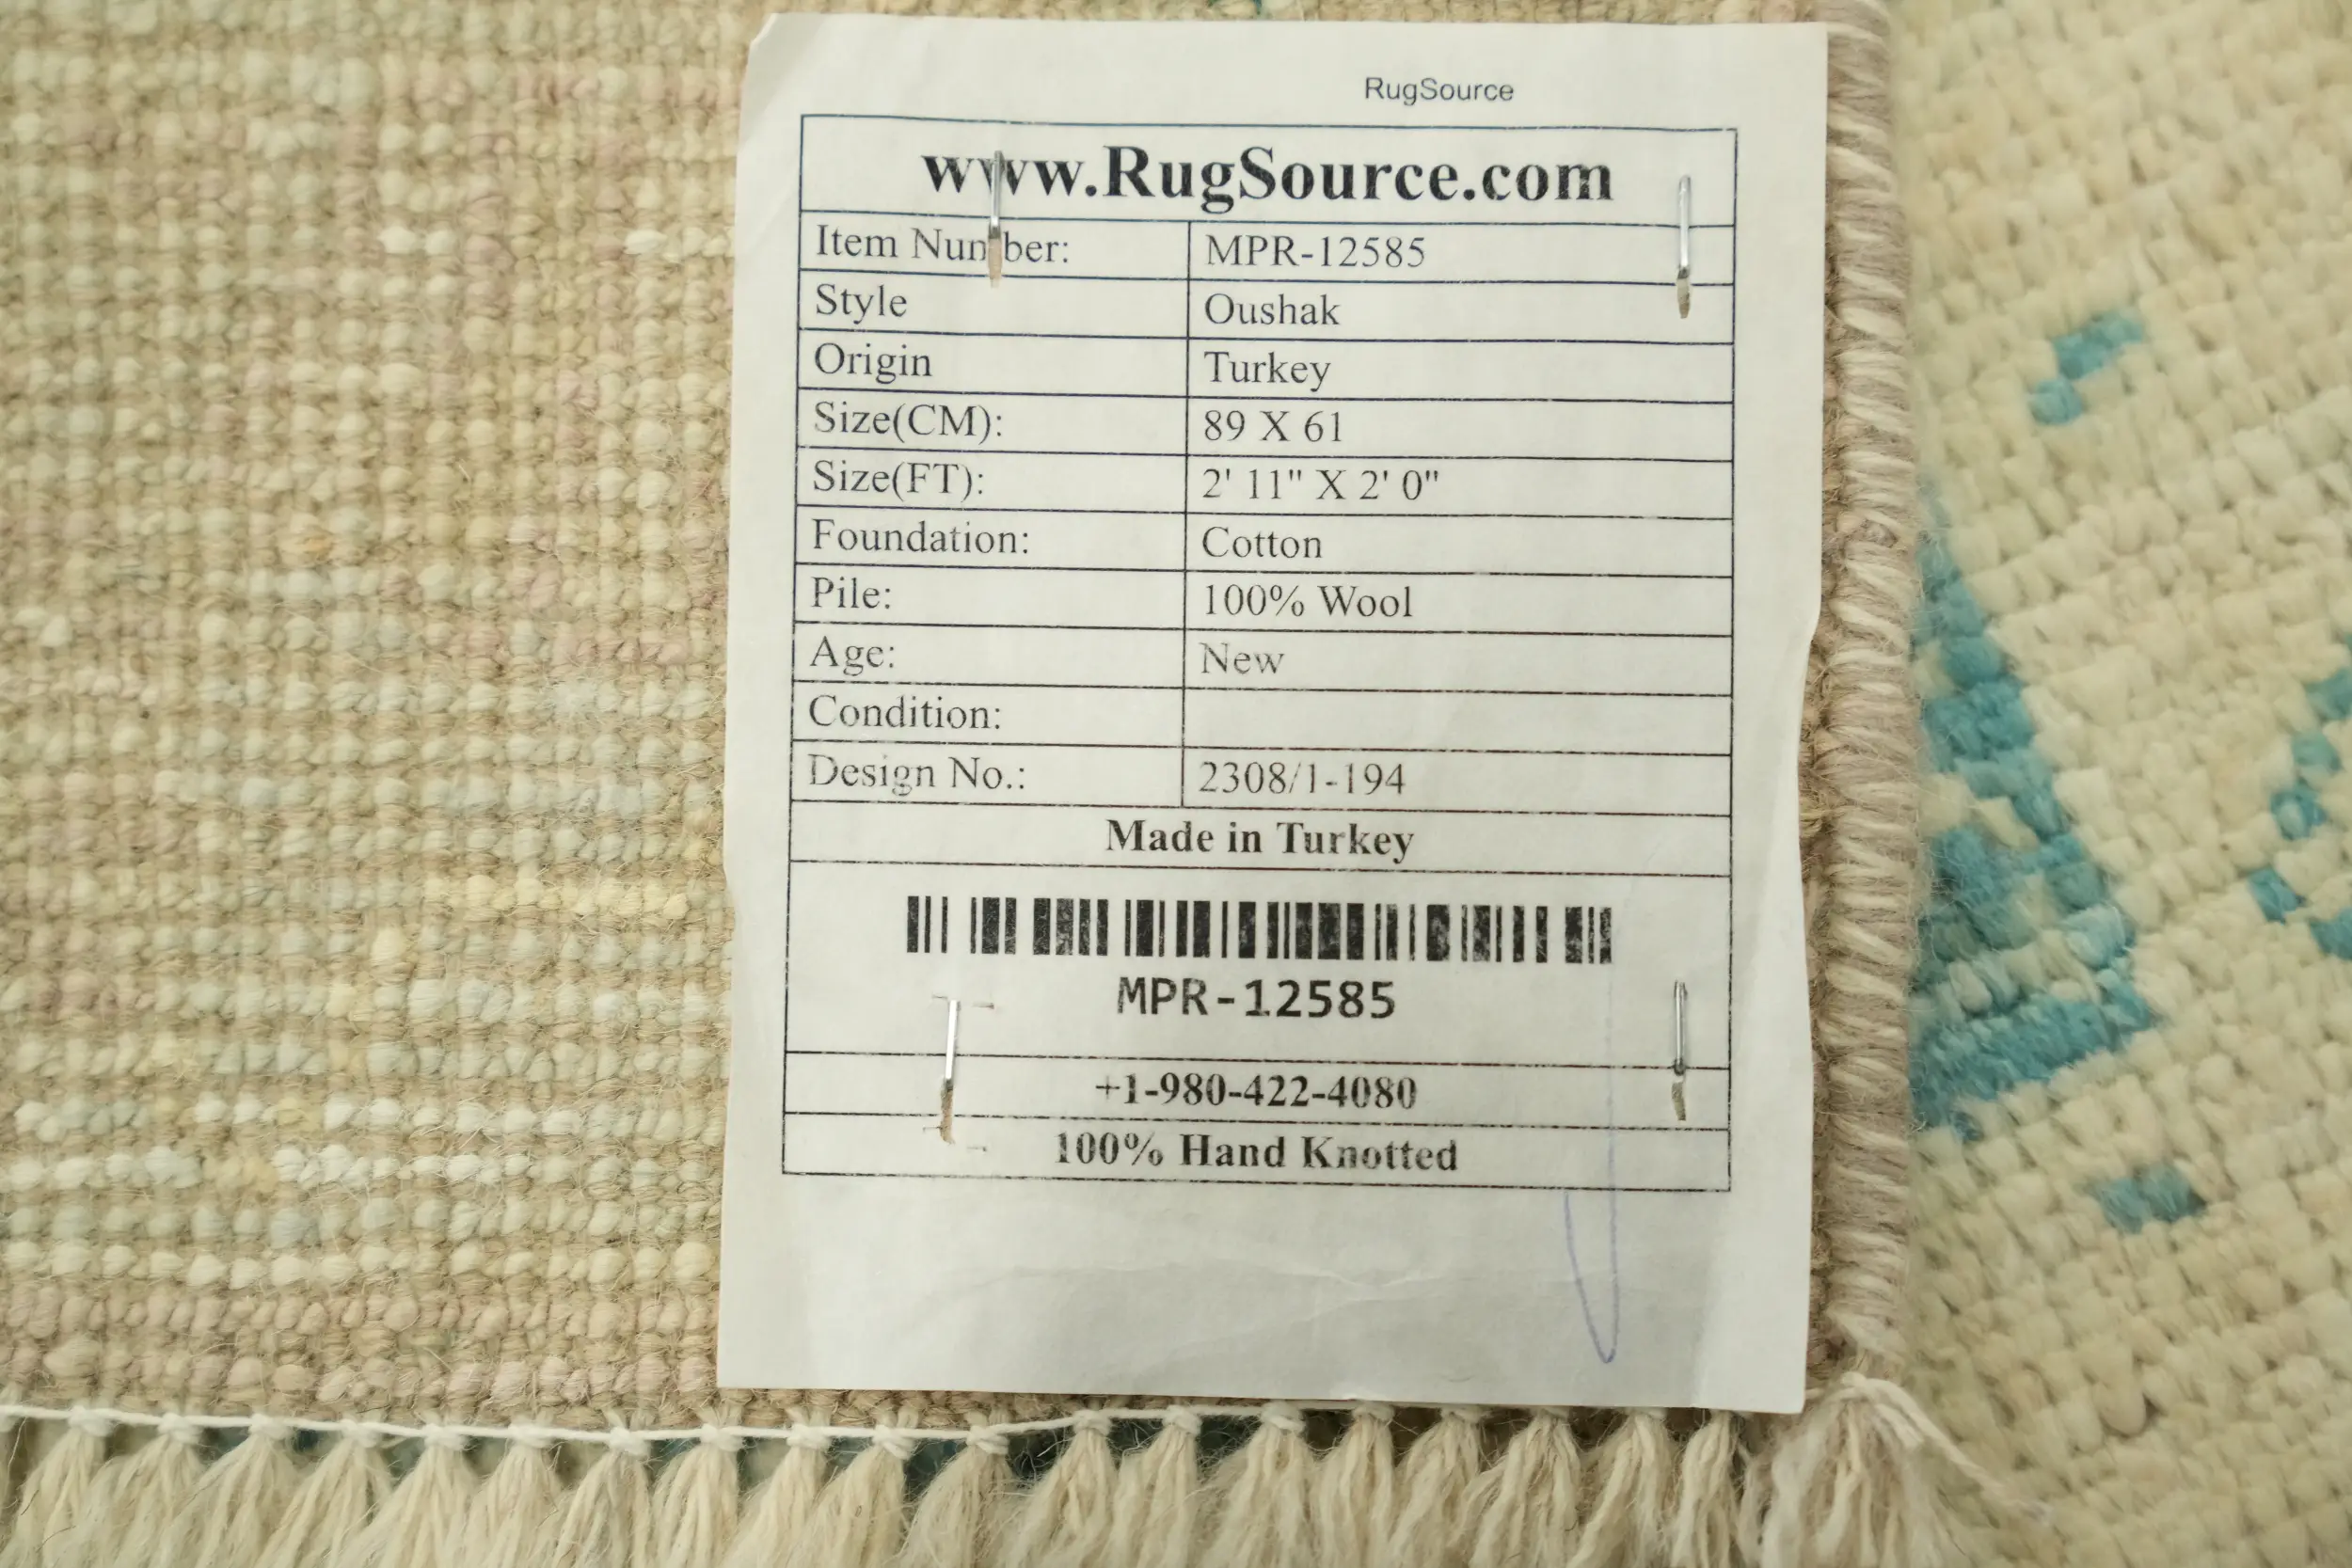 RugSource
www.RugSource.com
Item Number: MPR-12585
Style Oushak
Origin Turkey
Size(CM): 89 X 61
Size(FT): 2' 11" X 2' 0"
Foundation: Cotton
Pile: 100% Wool
Age: New
Condition:
Design No.: 2308/1-194
Made in Turkey
MPR-12585
+1-980-422-4080
100% Hand Knotted